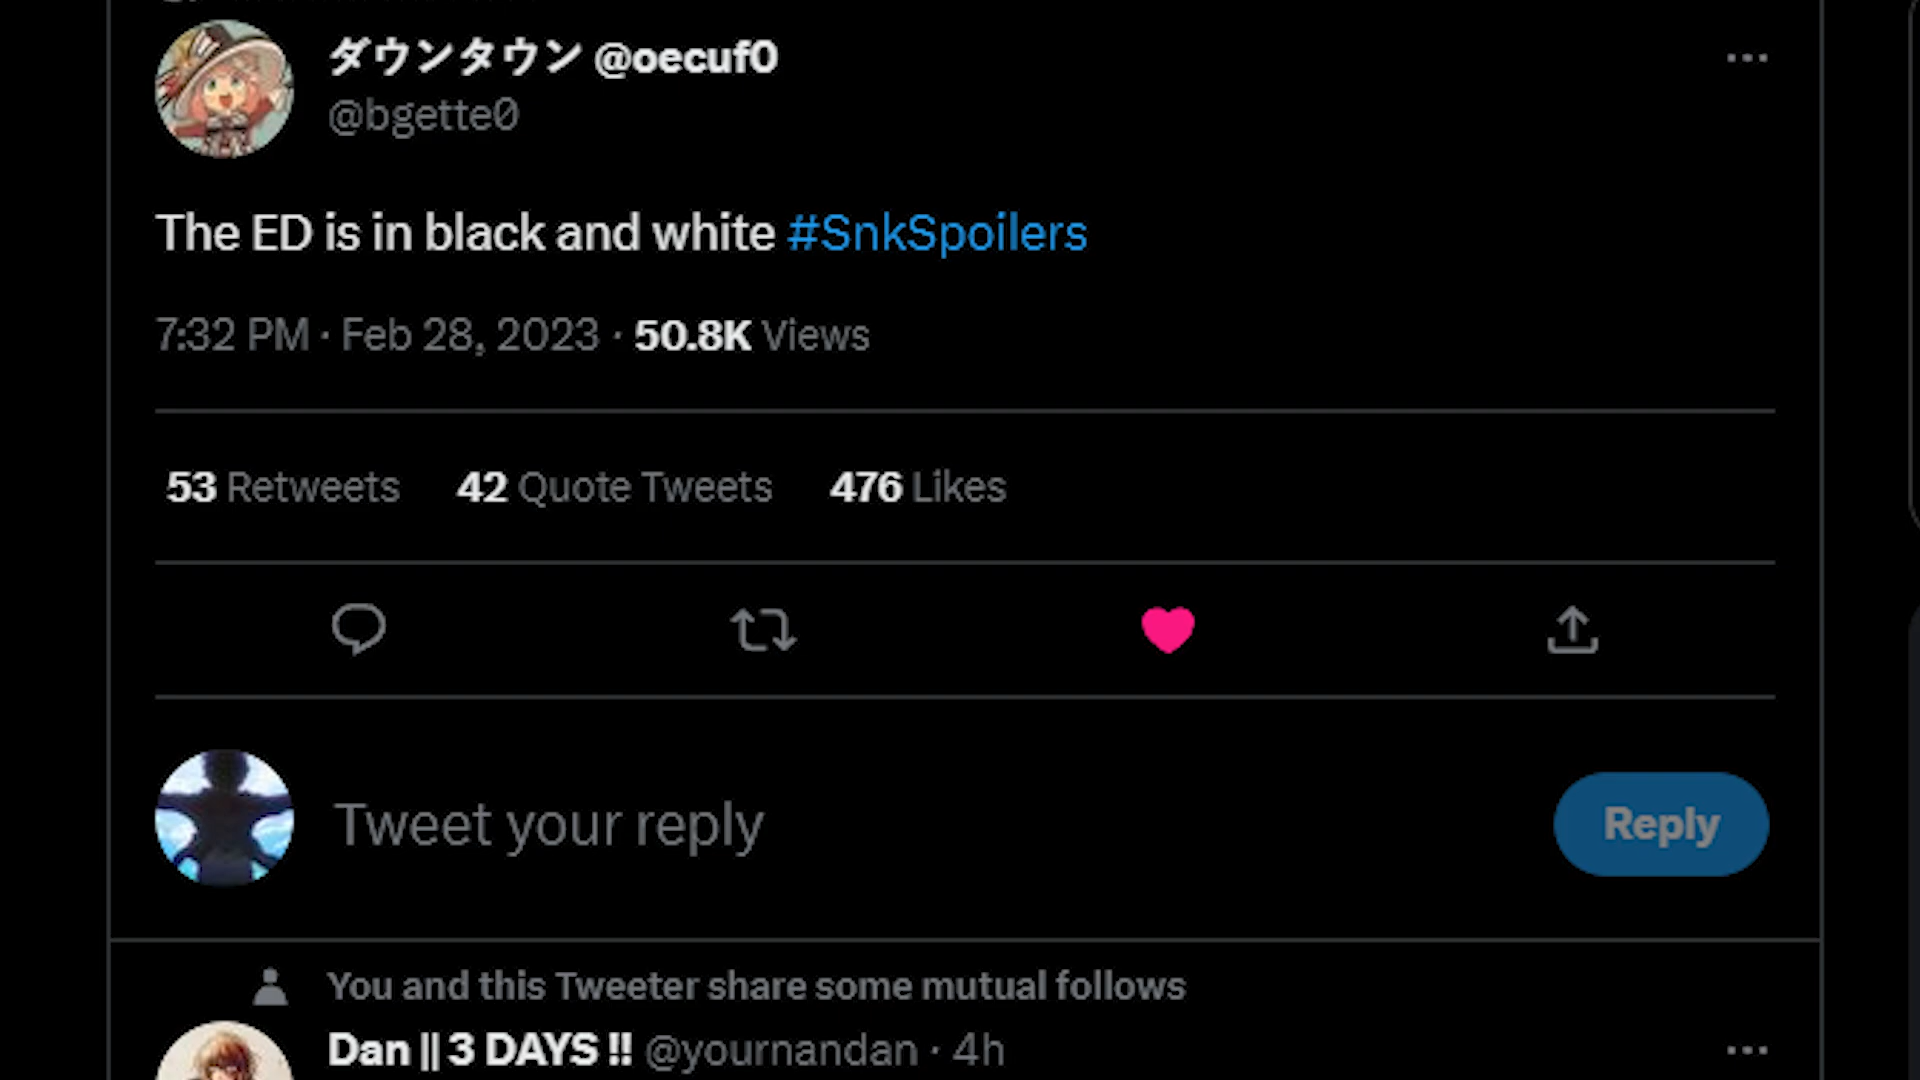 ダウンタウン @oecuf0
@bgette0
The ED is in black and white #SnkSpoilers
7:32 PM · Feb 28, 2023 · 50.8K Views
53 Retweets 42 Quote Tweets 476 Likes
Tweet your reply
Reply
You and this Tweeter share some mutual follows
Dan || 3 DAYS !! @yournandan · 4h